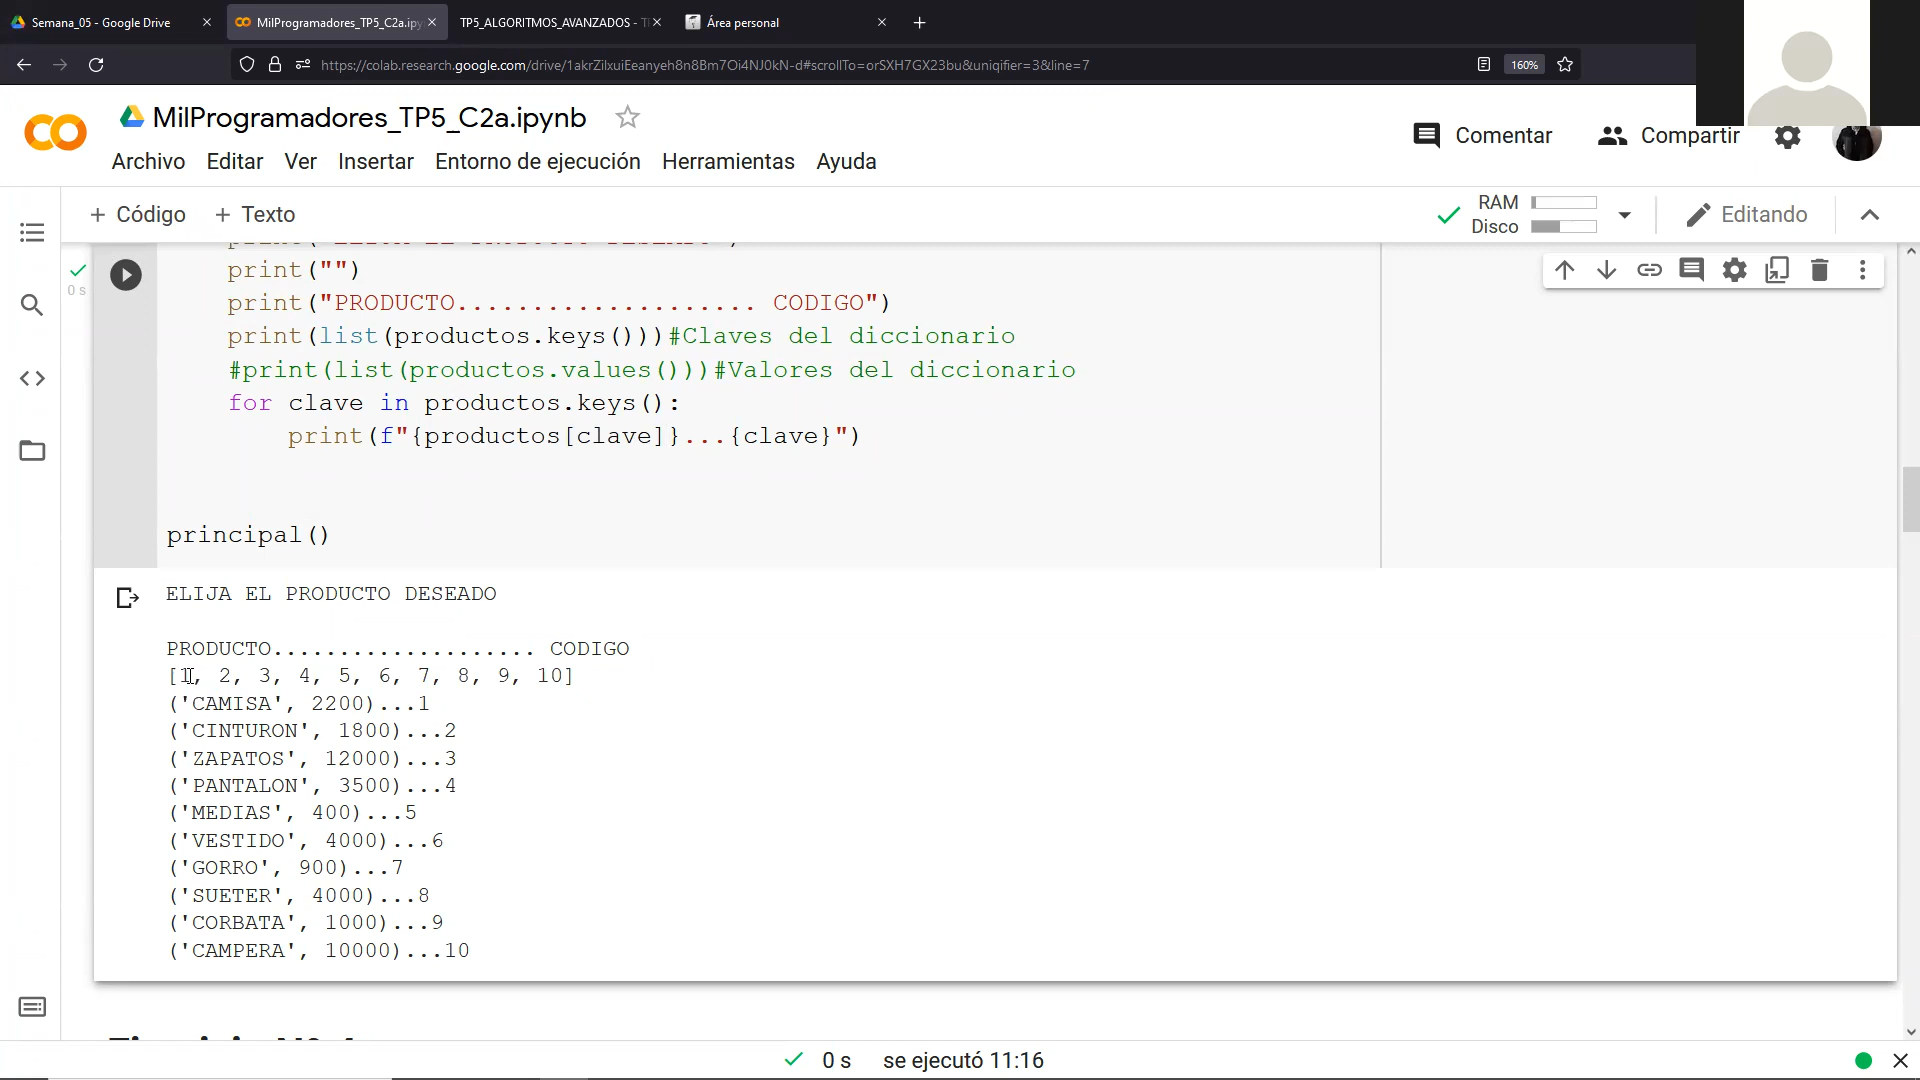 Semana_05 - Google Drive
MilProgramadores_TP5_C2a.ipy
TP5_ALGORITMOS_AVANZADOS -
Área personal
https://colab.research.google.com/drive/1akrZilxuiEeanyeh8n8Bm7Oi4NJ0kN-d#scrollTo=orSXH7GX23bu&uniqifier=3&line=7
160%
MilProgramadores_TP5_C2a.ipynb
Comentar
Compartir
Archivo Editar Ver Insertar Entorno de ejecución Herramientas Ayuda
+ Código + Texto
RAM
Disco
Editando
0 s
print("")
print("PRODUCTO.................... CODIGO")
print(list(productos.keys()))#Claves del diccionario
#print(list(productos.values()))#Valores del diccionario
for clave in productos.keys():
print(f"{productos[clave]}...{clave}")
principal()
ELIJA EL PRODUCTO DESEADO
PRODUCTO.................... CODIGO
[1, 2, 3, 4, 5, 6, 7, 8, 9, 10]
('CAMISA', 2200)...1
('CINTURON', 1800)...2
('ZAPATOS', 12000)...3
('PANTALON', 3500)...4
('MEDIAS', 400)...5
('VESTIDO', 4000)...6
('GORRO', 900)...7
('SUETER', 4000)...8
('CORBATA', 1000)...9
('CAMPERA', 10000)...10
0 s se ejecutó 11:16